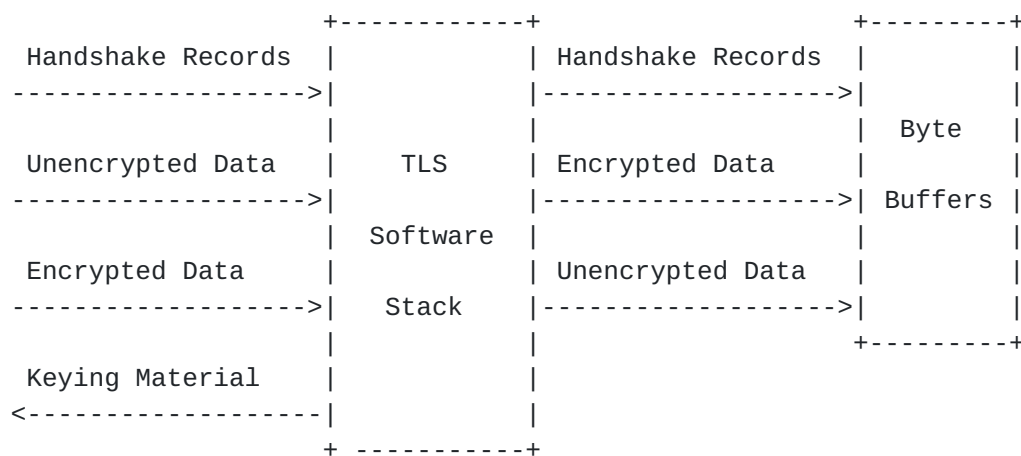 +------------+                    +---------+
 Handshake Records  |            | Handshake Records  |         |
------------------->|            |------------------->|         |
                    |            |                    |  Byte   |
 Unencrypted Data   |    TLS     | Encrypted Data     |         |
------------------->|            |------------------->| Buffers |
                    |  Software  |                    |         |
 Encrypted Data     |            | Unencrypted Data   |         |
------------------->|   Stack    |------------------->|         |
                    |            |                    +---------+
 Keying Material    |            |
<-------------------|            |
                    + -----------+